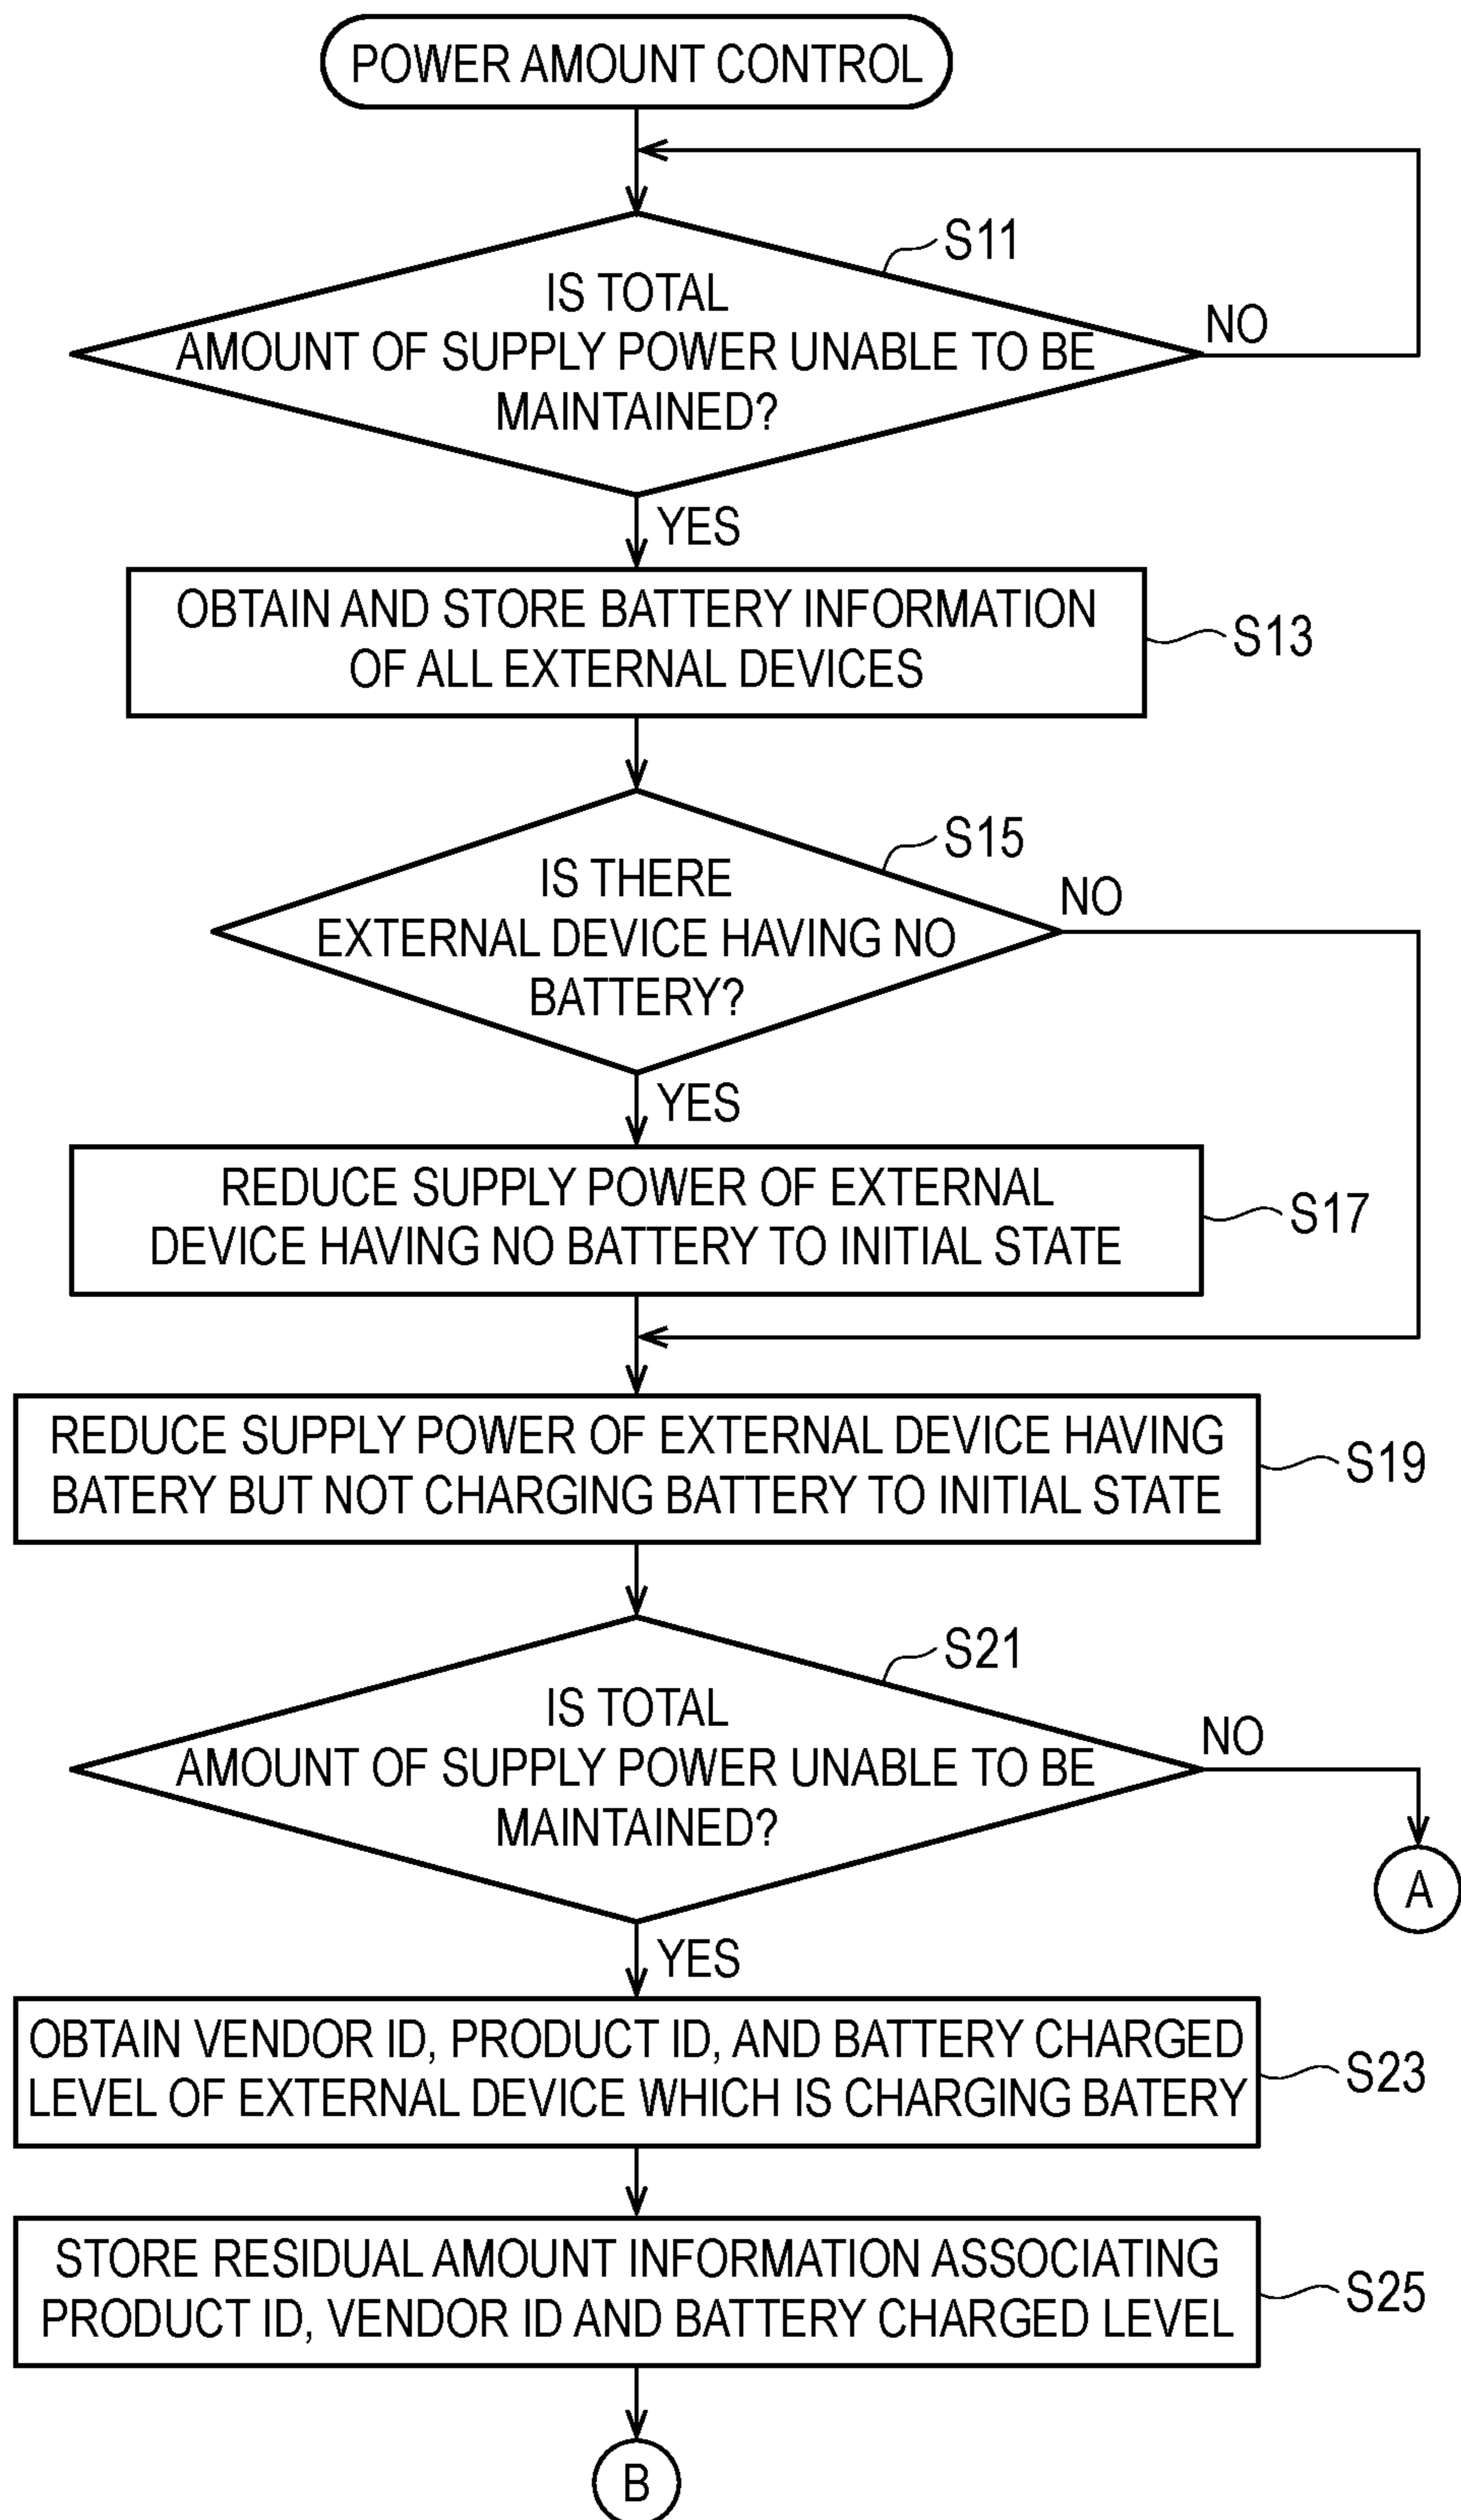 POWER AMOUNT CONTROL
S11
IS TOTAL
AMOUNT OF SUPPLY POWER UNABLE TO BE
MAINTAINED?
NO
YES
OBTAIN AND STORE BATTERY INFORMATION
OF ALL EXTERNAL DEVICES
S13
S15
IS THERE
EXTERNAL DEVICE HAVING NO
BATTERY?
NO
YES
REDUCE SUPPLY POWER OF EXTERNAL
DEVICE HAVING NO BATTERY TO INITIAL STATE
S17
REDUCE SUPPLY POWER OF EXTERNAL DEVICE HAVING
BATERY BUT NOT CHARGING BATTERY TO INITIAL STATE
S19
S21
IS TOTAL
AMOUNT OF SUPPLY POWER UNABLE TO BE
MAINTAINED?
NO
A
YES
OBTAIN VENDOR ID, PRODUCT ID, AND BATTERY CHARGED
LEVEL OF EXTERNAL DEVICE WHICH IS CHARGING BATERY
S23
STORE RESIDUAL AMOUNT INFORMATION ASSOCIATING
PRODUCT ID, VENDOR ID AND BATTERY CHARGED LEVEL
S25
B